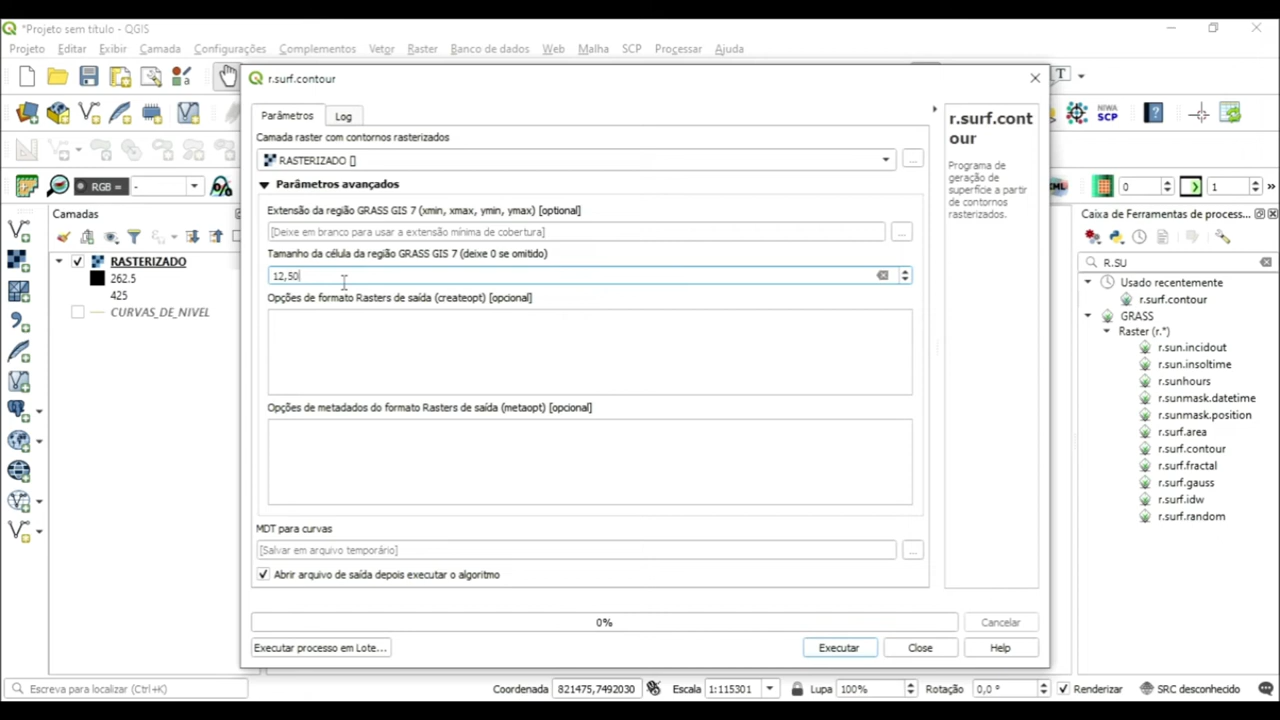 *Projeto sem título - QGIS
Projeto Editar Exibir Camada Configurações Complementos Vetor Raster Banco de dados Web Malha SCP Processar Ajuda
r.surf.contour
Parâmetros Log
Camada raster com contornos rasterizados
RASTERIZADO []
...
Parâmetros avançados
Extensão da região GRASS GIS 7 (xmin, xmax, ymin, ymax) [optional]
[Deixe em branco para usar a extensão mínima de cobertura]
...
Tamanho da célula da região GRASS GIS 7 (deixe 0 se omitido)
12,50
Opções de formato Rasters de saída (createopt) [opcional]
Opções de metadados do formato Rasters de saída (metaopt) [opcional]
MDT para curvas
[Salvar em arquivo temporário]
...
Abrir arquivo de saída depois executar o algoritmo
0%
Cancelar
Executar processo em Lote...
Executar
Close
Help
r.surf.cont
our
Programa de
geração de
superfície a partir
de contornos
rasterizados.
T
NIWA
SCP
RGB =
-
0
1
»
Camadas
RASTERIZADO
262.5
425
CURVAS_DE_NIVEL
Caixa de Ferramentas de proces...
R.SU
Usado recentemente
r.surf.contour
GRASS
Raster (r.*)
r.sun.incidout
r.sun.insoltime
r.sunhours
r.sunmask.datetime
r.sunmask.position
r.surf.area
r.surf.contour
r.surf.fractal
r.surf.gauss
r.surf.idw
r.surf.random
Escreva para localizar (Ctrl+K)
Coordenada 821475,7492030 Escala 1:115301 Lupa 100% Rotação 0,0 ° Renderizar SRC desconhecido